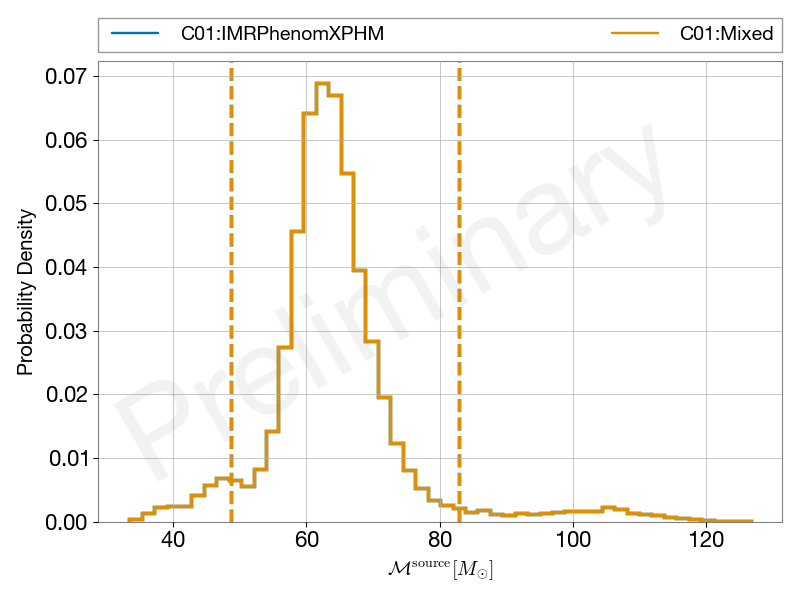 C01:IMRPhenomXPHM C01:Mixed
0.07
0.06
0.05
0.04
0.03
0.02
0.01
0.00
Probability Density
Preliminary
40 60 80 100 120
ℳ^source[M_⊙]